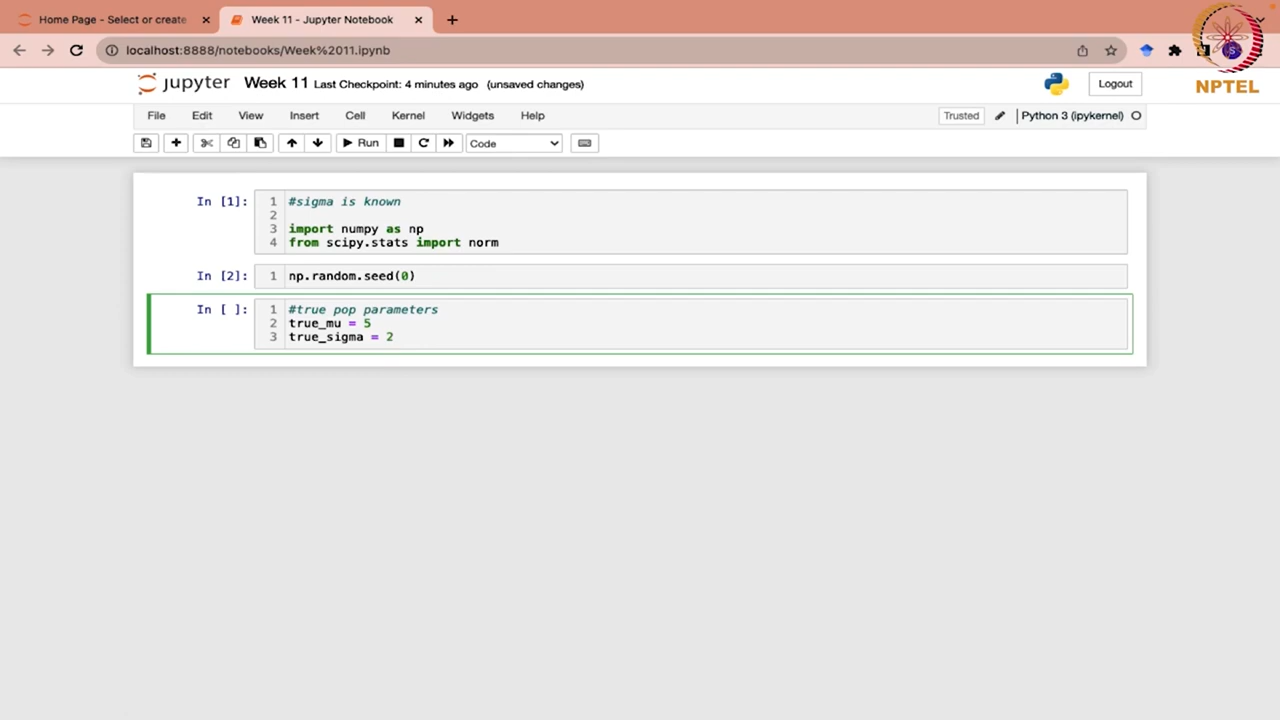 Home Page - Select or create
Week 11 - Jupyter Notebook
localhost:8888/notebooks/Week%2011.ipynb
NPTEL
jupyter Week 11 Last Checkpoint: 4 minutes ago (unsaved changes)
Logout
File Edit View Insert Cell Kernel Widgets Help
Trusted Python 3 (ipykernel)
Run Code
In [1]:
1 #sigma is known
2
3 import numpy as np
4 from scipy.stats import norm
In [2]:
1 np.random.seed(0)
In [ ]:
1 #true pop parameters
2 true_mu = 5
3 true_sigma = 2